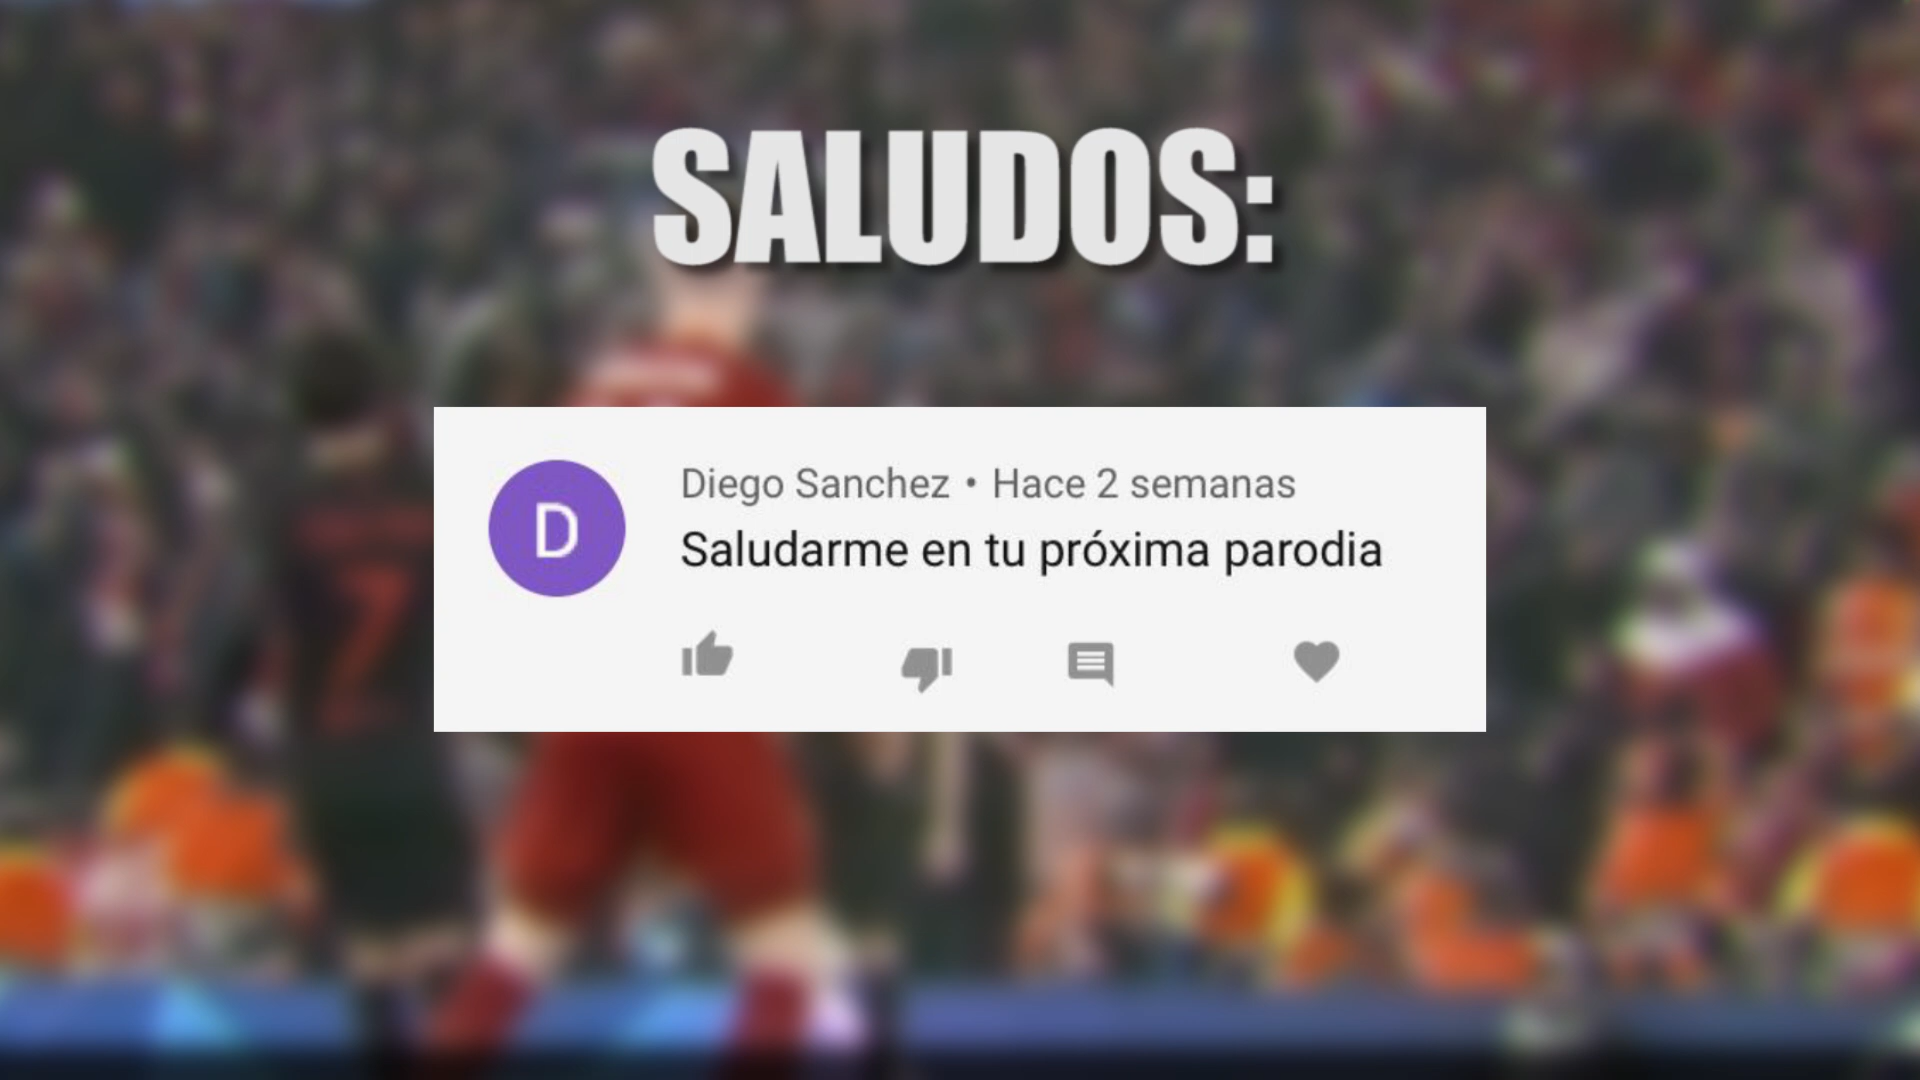 SALUDOS:
D
Diego Sanchez • Hace 2 semanas
Saludarme en tu próxima parodia